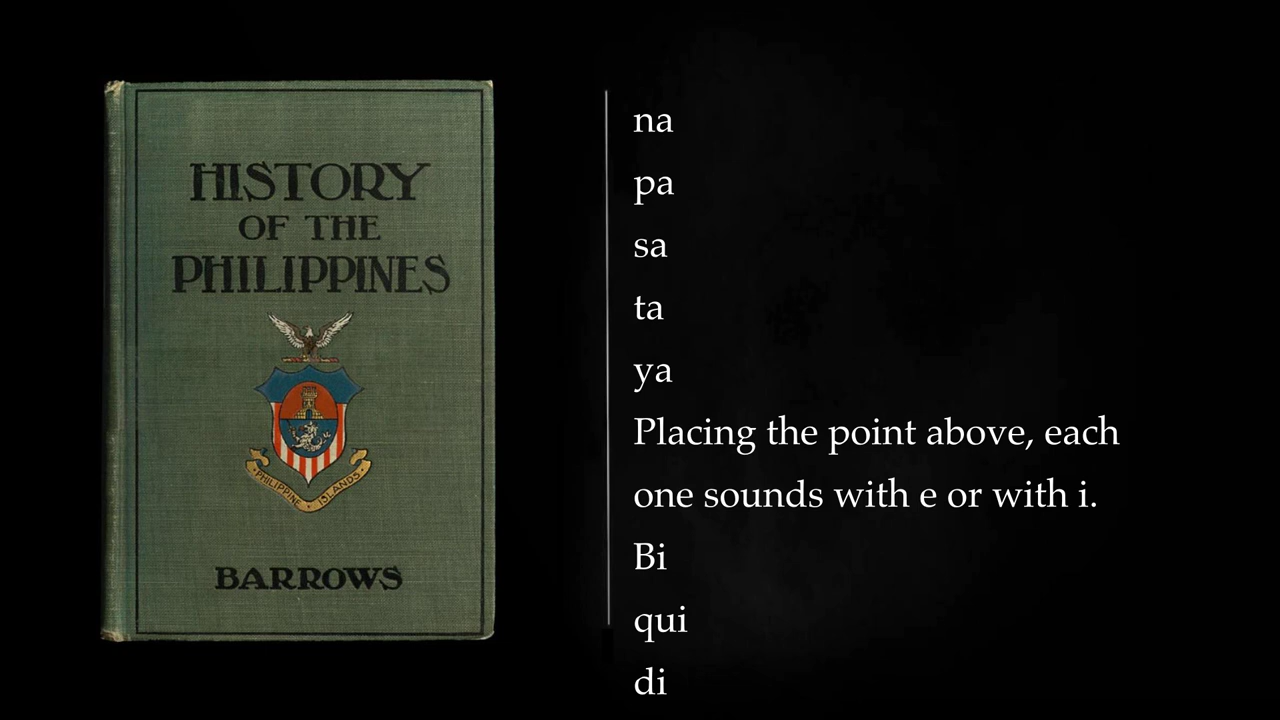 HISTORY
OF THE
PHILIPPINES
PHILIPPINE ISLANDS
BARROWS
na
pa
sa
ta
ya
Placing the point above, each
one sounds with e or with i.
Bi
qui
di